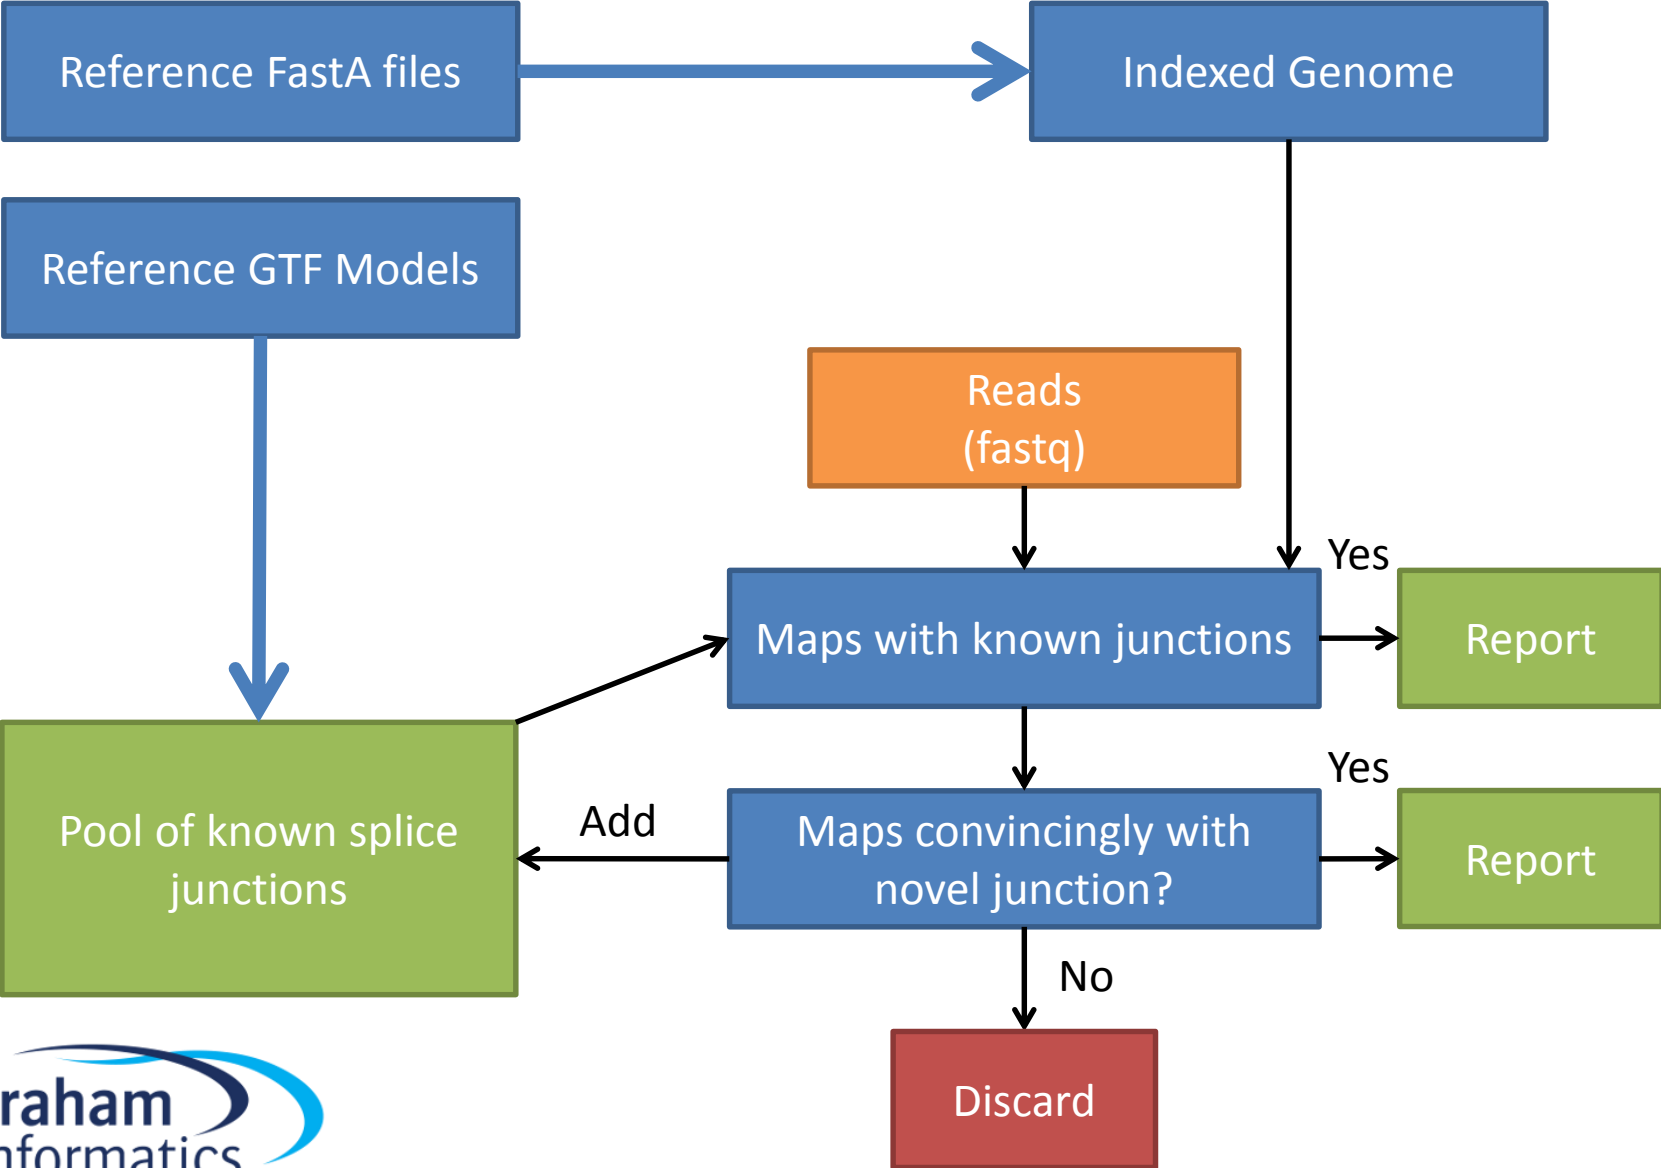 Reference FastA files
Indexed Genome
Reference GTF Models
Reads
(fastq)
Yes
Maps with known junctions
Report
Yes
Add
Pool of known splice
junctions
Maps convincingly with
novel junction?
Report
No
Discard
raham
nformatics